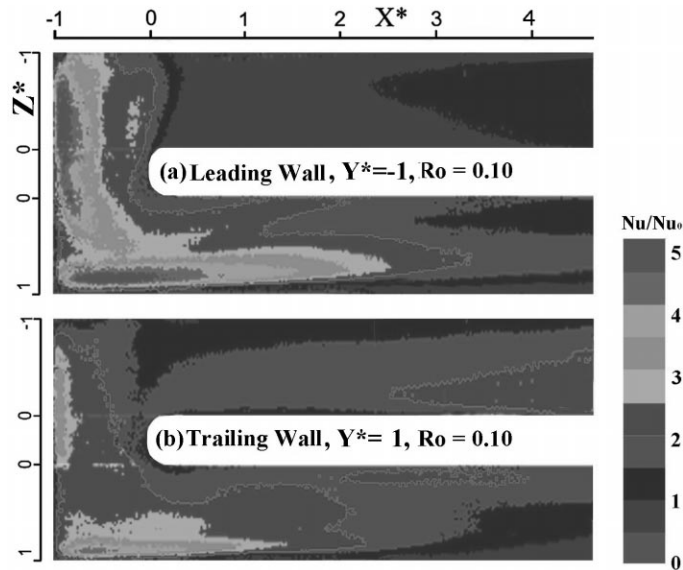 -1 0 1 X* 2 3 4
Z*
-1
0
0
1
(a) Leading Wall, Y*=-1, Ro = 0.10
-1
0
0
1
(b) Trailing Wall, Y*= 1, Ro = 0.10
Nu/Nu₀
5
4
3
2
1
0